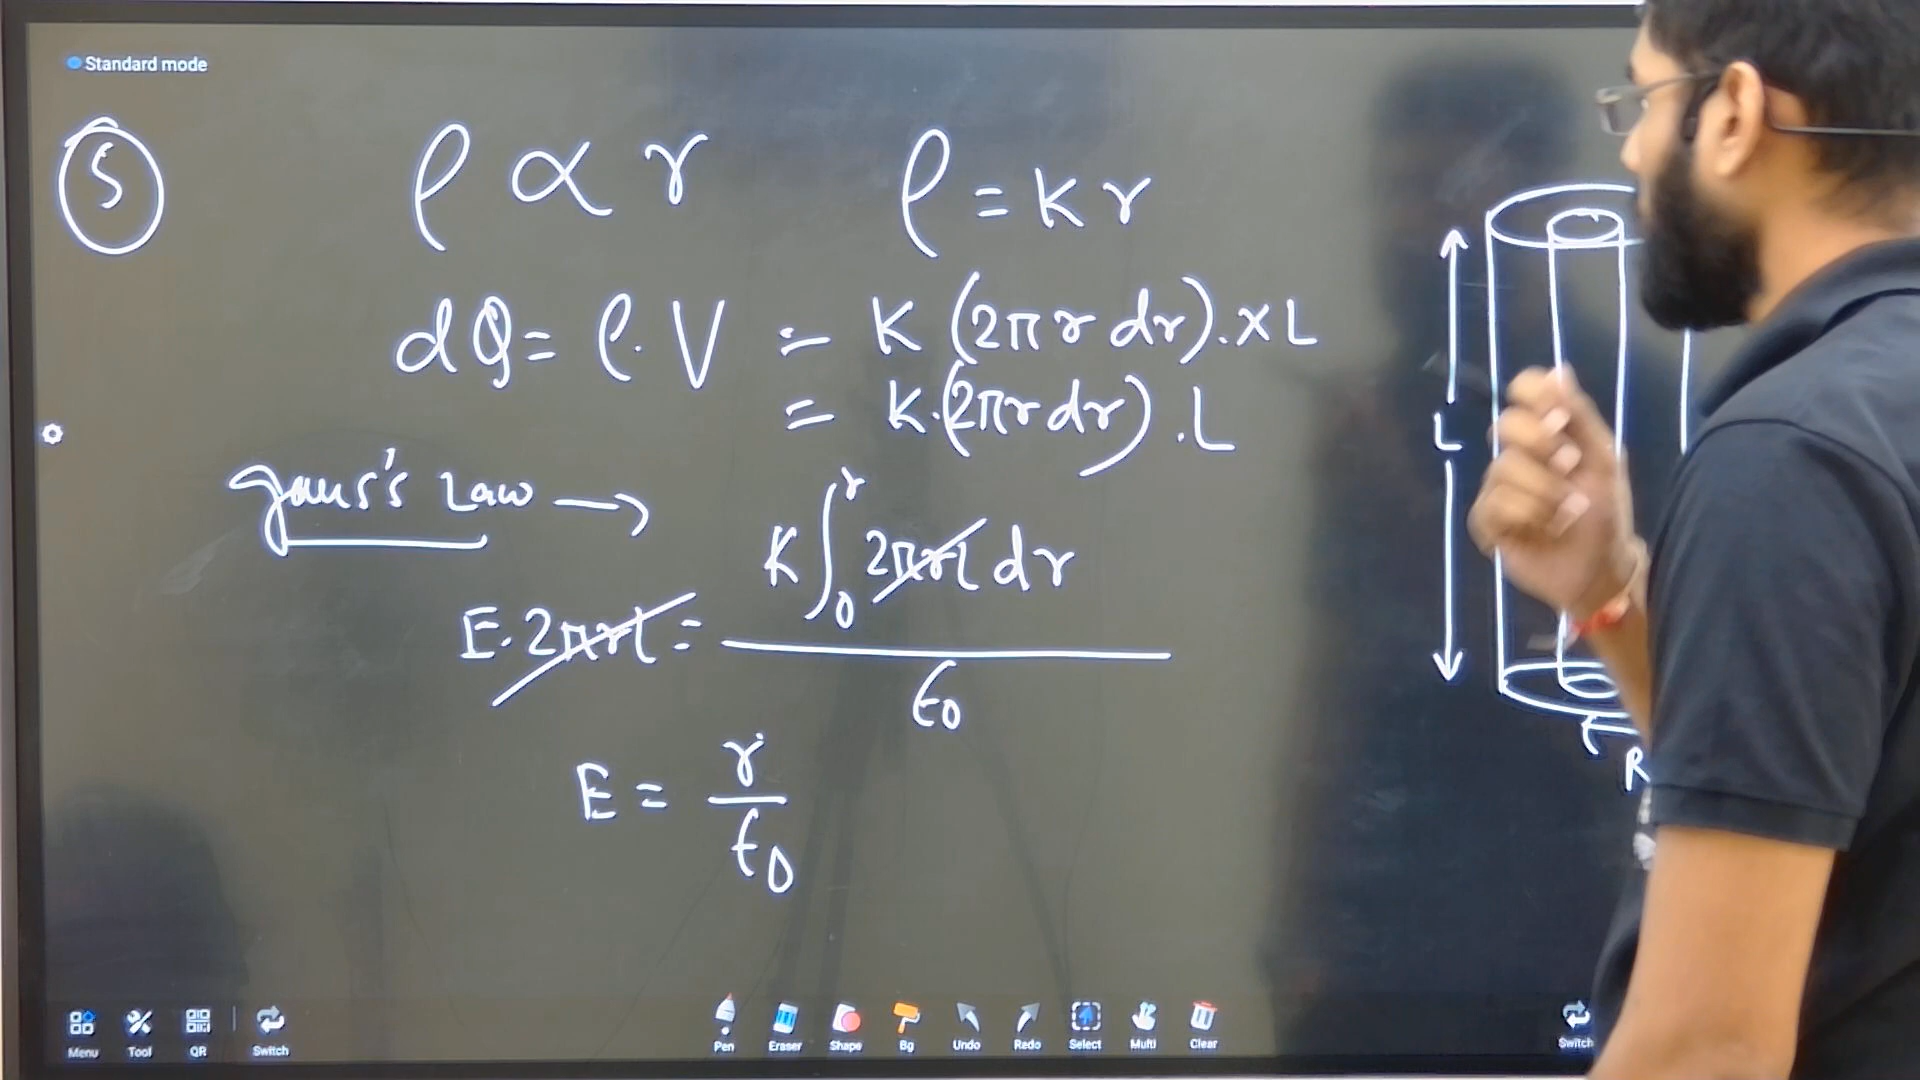 Standard mode
5
ρ ∝ r    ρ = K r
dQ = ρ. V = K (2πr dr). x L
= K.(2πr dr) .L
gauss's Law →
E. 2πrl = K ∫₀ʳ 2πrl dr / ε₀
E = r / ε₀
L
R
Menu Tool QR Switch Pen Eraser Shape Bg Undo Redo Select Multi Clear Switch